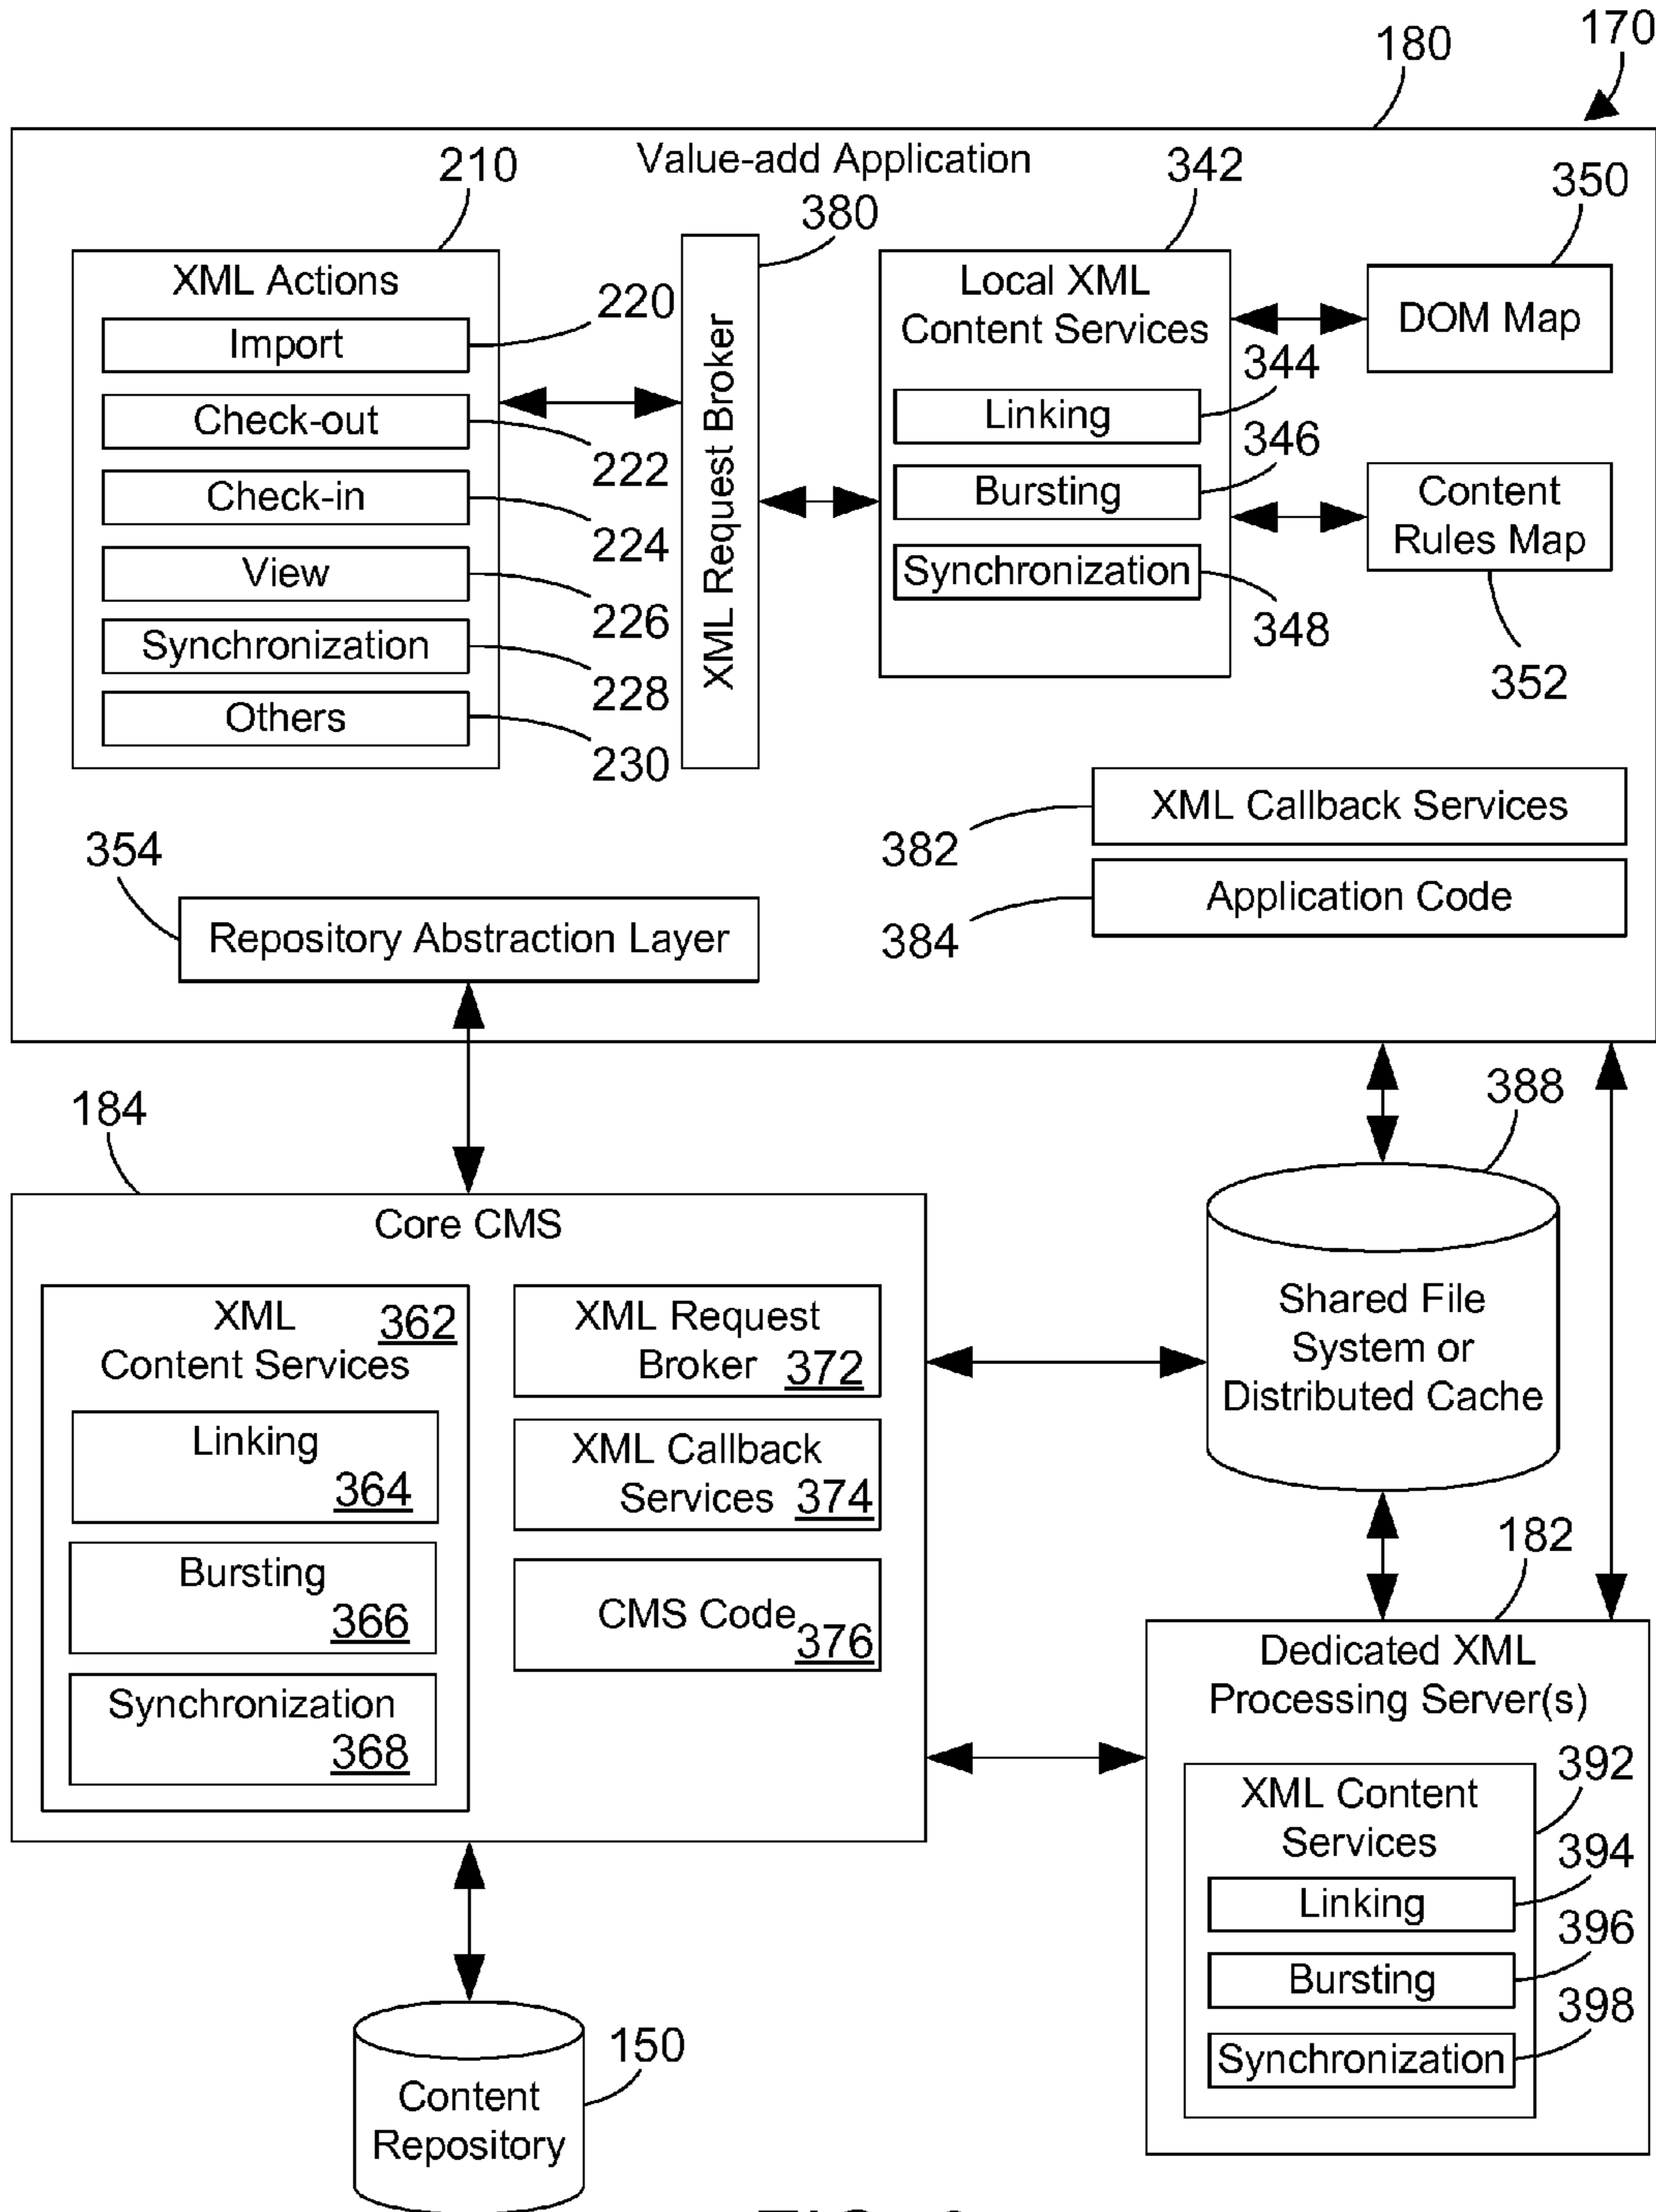 170
180
Value-add Application
210
342
350
380
XML Actions
Import
220
Check-out
222
Check-in
224
View
226
Synchronization
228
Others
230
XML Request Broker
Local XML
Content Services
Linking
344
Bursting
346
Synchronization
348
DOM Map
Content
Rules Map
352
XML Callback Services
382
Application Code
384
354
Repository Abstraction Layer
184
388
Core CMS
XML 362
Content Services
Linking
364
Bursting
366
Synchronization
368
XML Request
Broker 372
XML Callback
Services 374
CMS Code
376
Shared File
System or
Distributed Cache
182
Dedicated XML
Processing Server(s)
392
XML Content
Services
394
Linking
396
Bursting
398
Synchronization
150
Content
Repository